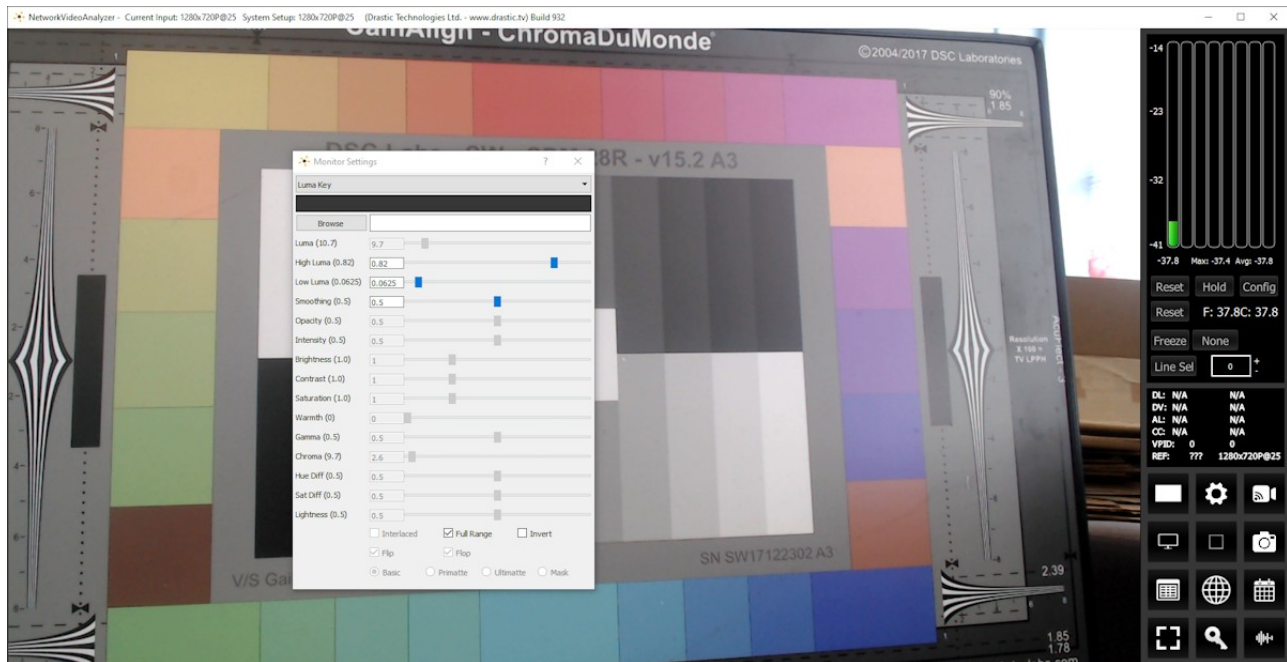 NetworkVideoAnalyzer - Current Input: 1280x720P@25 System Setup: 1280x720P@25 (Drastic Technologies Ltd. - www.drastic.tv) Build 932
CamAlign - ChromaDuMonde
©2004/2017 DSC Laboratories
90%
1.85
28R - v15.2 A3
Monitor Settings
Luma Key
Browse
Luma (10.7) 9.7
High Luma (0.82) 0.82
Low Luma (0.0625) 0.0625
Smoothing (0.5) 0.5
Opacity (0.5) 0.5
Intensity (0.5) 0.5
Brightness (1.0) 1
Contrast (1.0) 1
Saturation (1.0) 1
Warmth (0) 0
Gamma (0.5) 0.5
Chroma (9.7) 2.6
Hue Diff (0.5) 0.5
Sat Diff (0.5) 0.5
Lightness (0.5) 0.5
Interlaced Full Range Invert
Flip Flop
Basic Primatte Ultimatte Mask
Resolution
X 100 =
TV LPPH
V/S Gam
SN SW17122302 A3
2.39
1.85
1.78
-14
-23
-32
-41
-37.8 Max: -37.4 Avg: -37.8
Reset Hold Config
Reset F: 37.8C: 37.8
Freeze None
Line Sel 0 + -
DL: N/A N/A
DV: N/A N/A
AL: N/A N/A
CC: N/A N/A
VPID: 0 0
REF: ??? 1280x720P@25